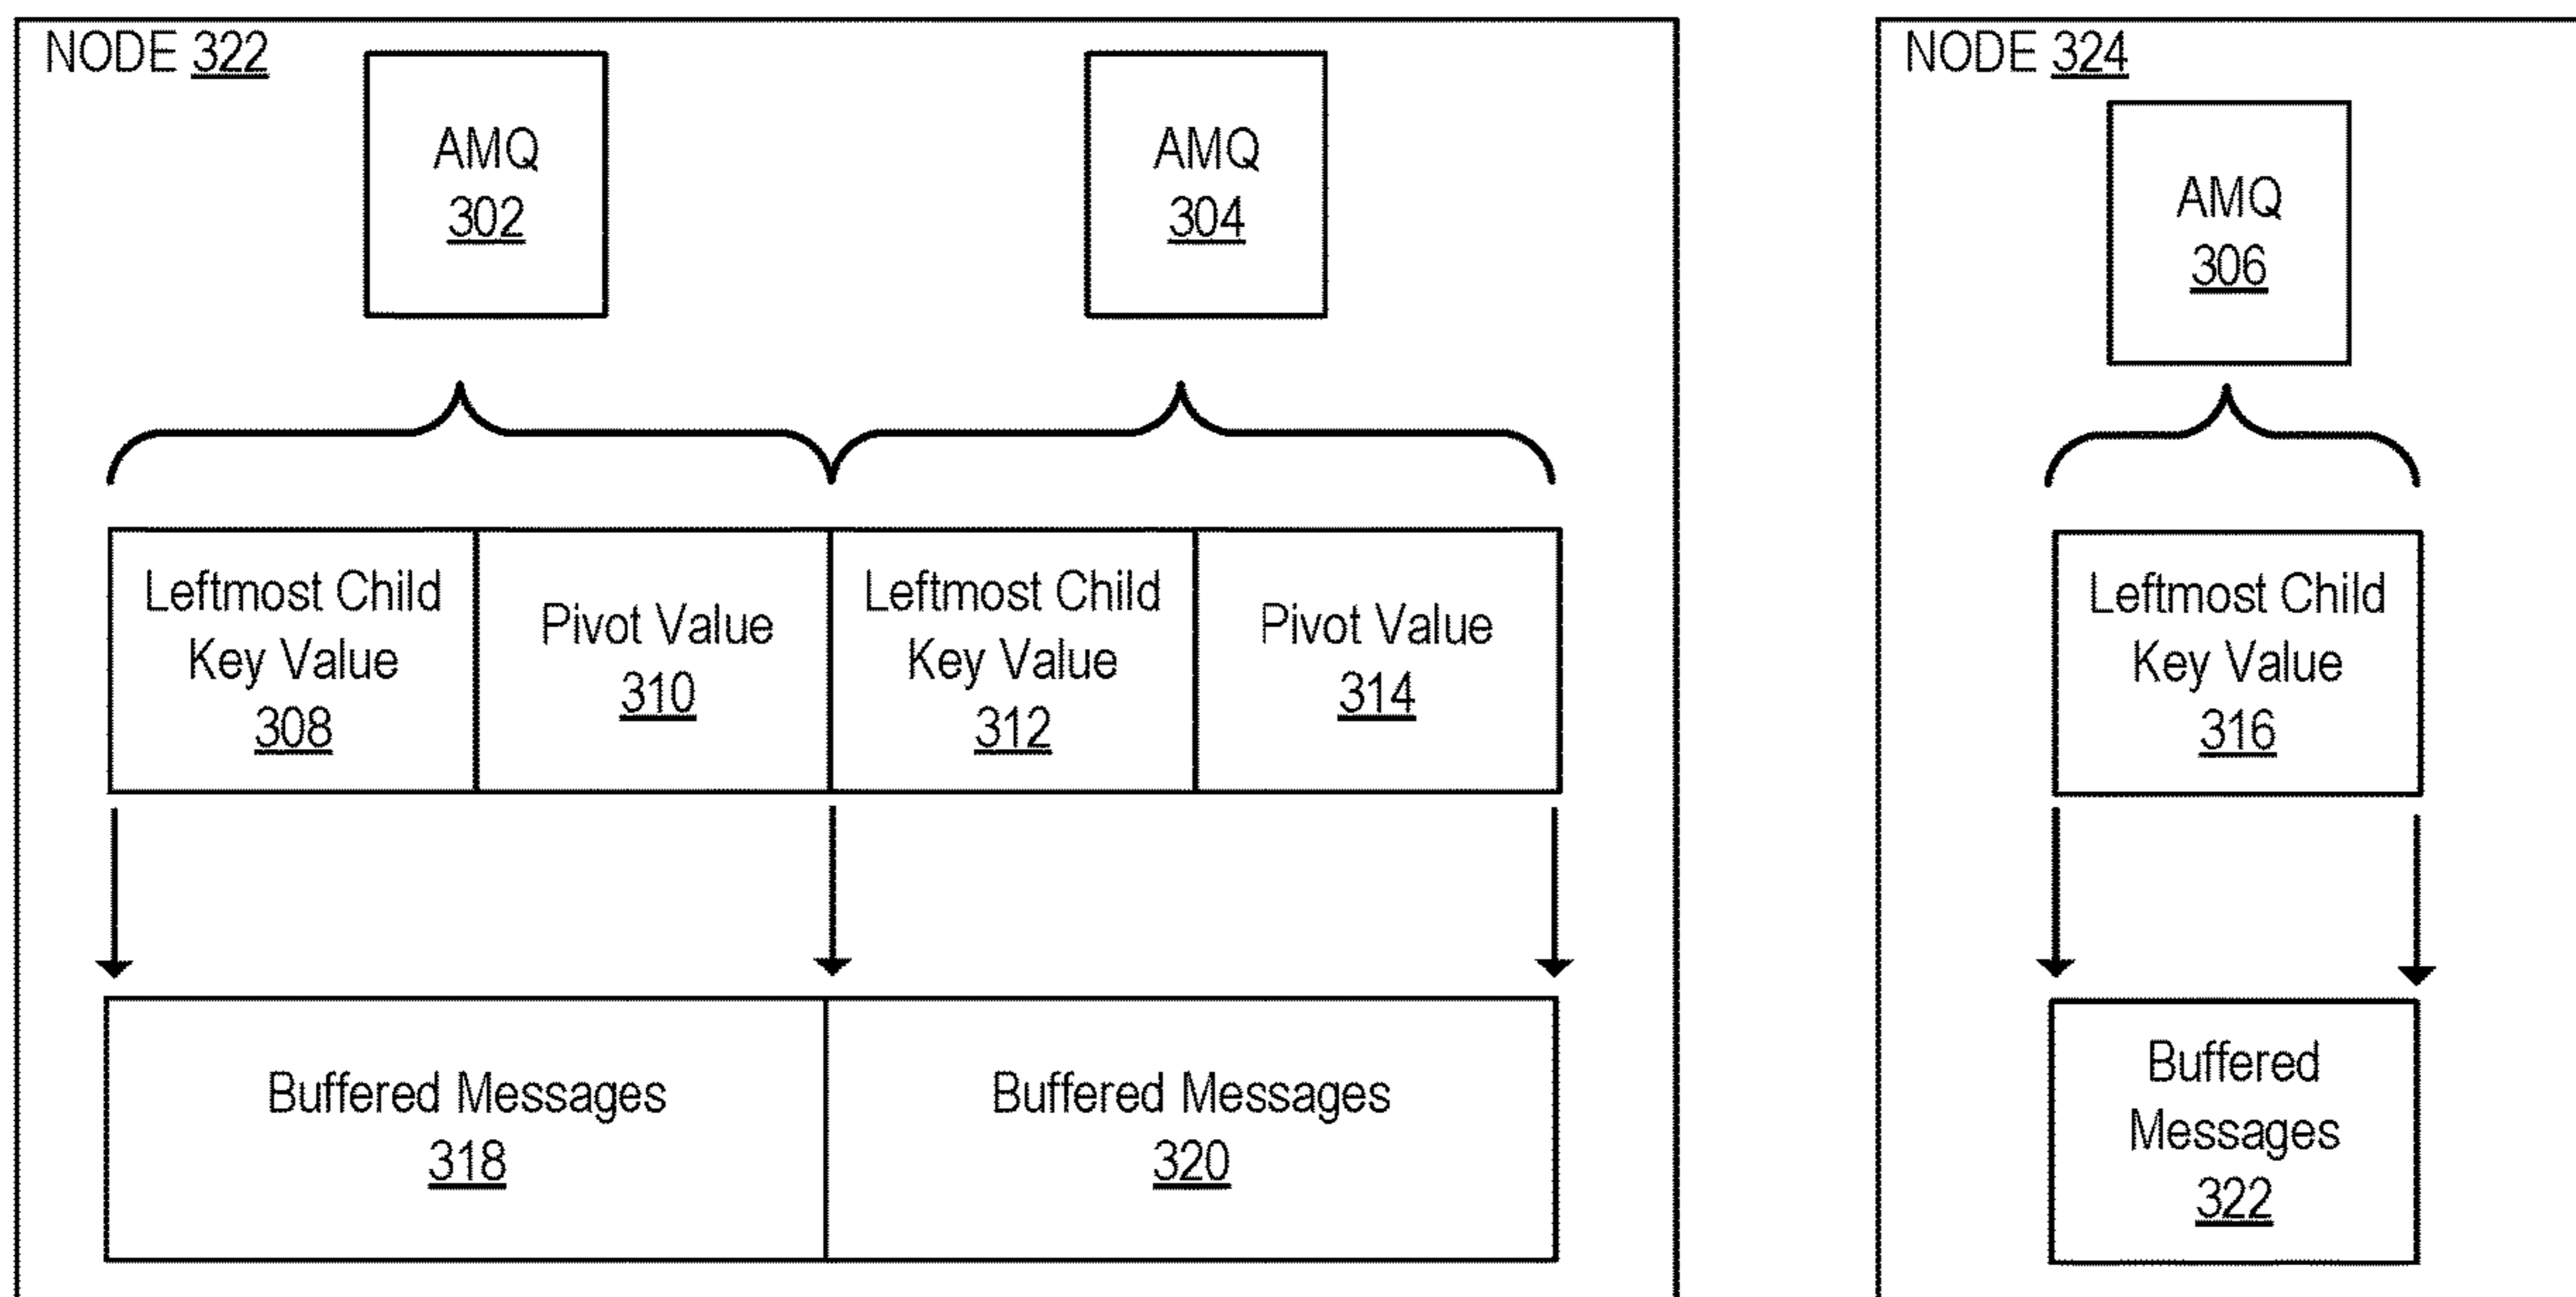 NODE 322
AMQ
302
AMQ
304
Leftmost Child
Key Value
308
Pivot Value
310
Leftmost Child
Key Value
312
Pivot Value
314
Buffered Messages
318
Buffered Messages
320
NODE 324
AMQ
306
Leftmost Child
Key Value
316
Buffered
Messages
322